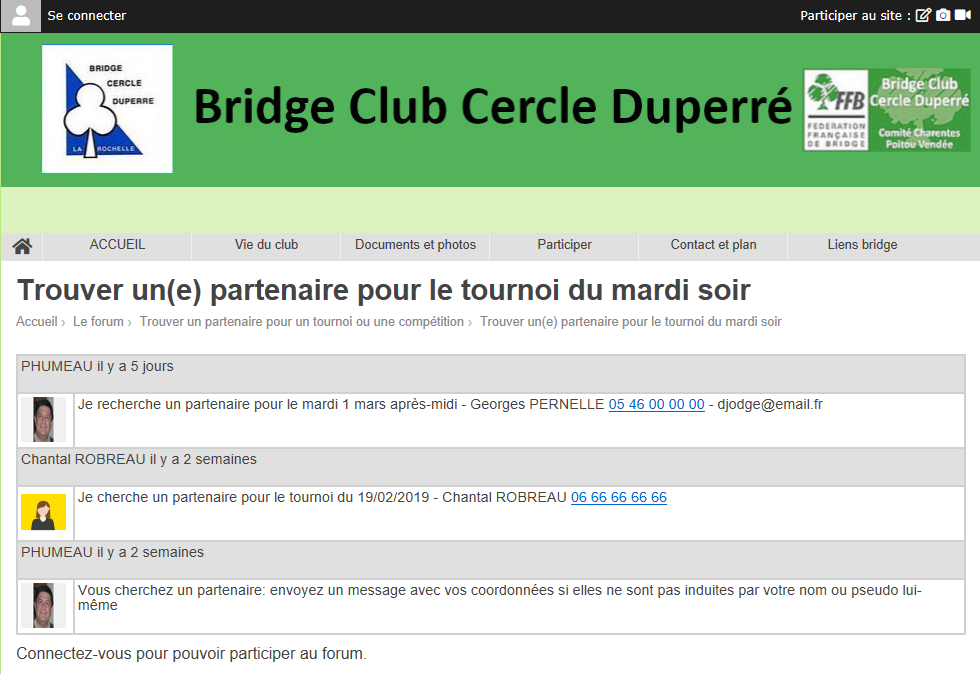 Se connecter
Participer au site :
BRIDGE
CERCLE
DUPERRE
LA ROCHELLE
Bridge Club Cercle Duperré
FFB
FEDERATION
FRANÇAISE
DE BRIDGE
Bridge Club
Cercle Duperré
Comité Charentes
Poitou Vendée
ACCUEIL
Vie du club
Documents et photos
Participer
Contact et plan
Liens bridge
Trouver un(e) partenaire pour le tournoi du mardi soir
Accueil › Le forum › Trouver un partenaire pour un tournoi ou une compétition › Trouver un(e) partenaire pour le tournoi du mardi soir
PHUMEAU il y a 5 jours
Je recherche un partenaire pour le mardi 1 mars après-midi - Georges PERNELLE 05 46 00 00 00 - djodge@email.fr
Chantal ROBREAU il y a 2 semaines
Je cherche un partenaire pour le tournoi du 19/02/2019 - Chantal ROBREAU 06 66 66 66 66
PHUMEAU il y a 2 semaines
Vous cherchez un partenaire: envoyez un message avec vos coordonnées si elles ne sont pas induites par votre nom ou pseudo lui-
même
Connectez-vous pour pouvoir participer au forum.